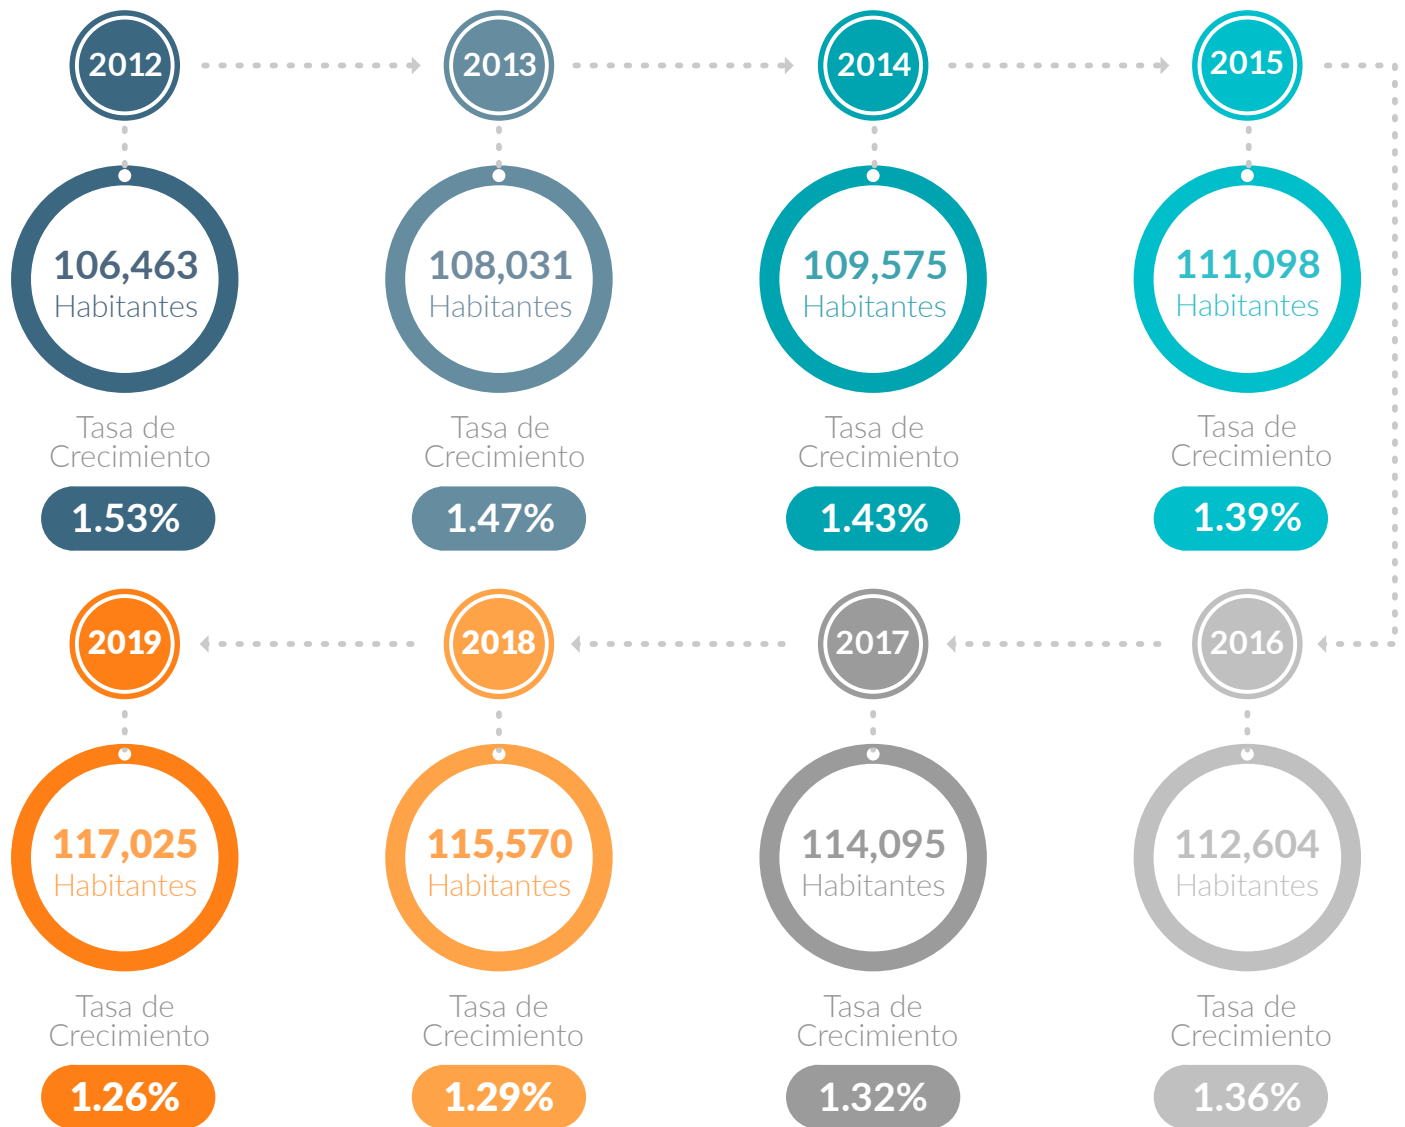 2012
106,463
Habitantes
Tasa de
Crecimiento
1.53%
2013
108,031
Habitantes
Tasa de
Crecimiento
1.47%
2014
109,575
Habitantes
Tasa de
Crecimiento
1.43%
2015
111,098
Habitantes
Tasa de
Crecimiento
1.39%
2016
112,604
Habitantes
Tasa de
Crecimiento
1.36%
2017
114,095
Habitantes
Tasa de
Crecimiento
1.32%
2018
115,570
Habitantes
Tasa de
Crecimiento
1.29%
2019
117,025
Habitantes
Tasa de
Crecimiento
1.26%